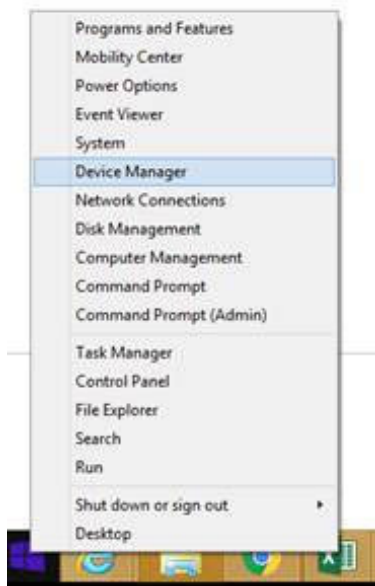 Programs and Features
Mobility Center
Power Options
Event Viewer
System
Device Manager
Network Connections
Disk Management
Computer Management
Command Prompt
Command Prompt (Admin)
Task Manager
Control Panel
File Explorer
Search
Run
Shut down or sign out
Desktop